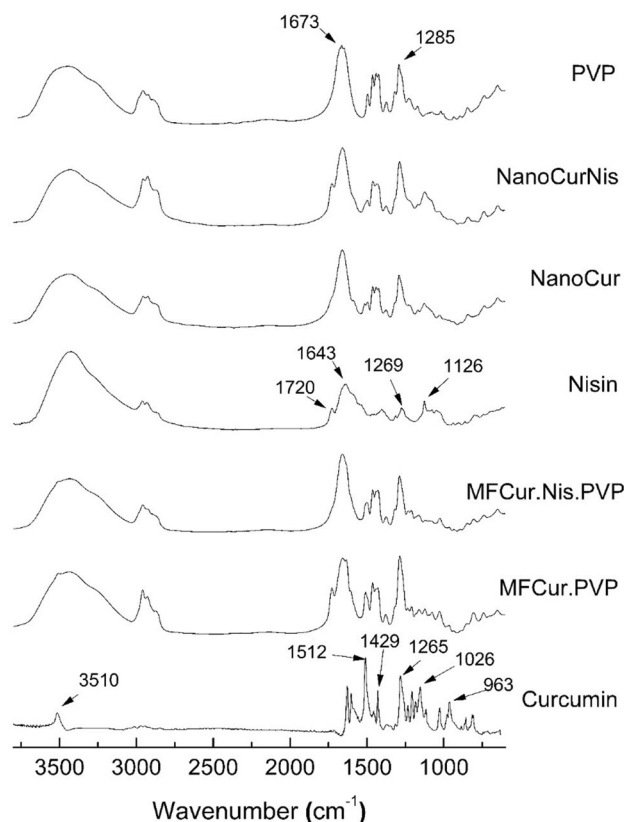 1673
1285
PVP
NanoCurNis
NanoCur
1643
1720
1269
1126
Nisin
MFCur.Nis.PVP
MFCur.PVP
1512
1429
1265
1026
963
3510
Curcumin
3500 3000 2500 2000 1500 1000
Wavenumber (cm⁻¹)